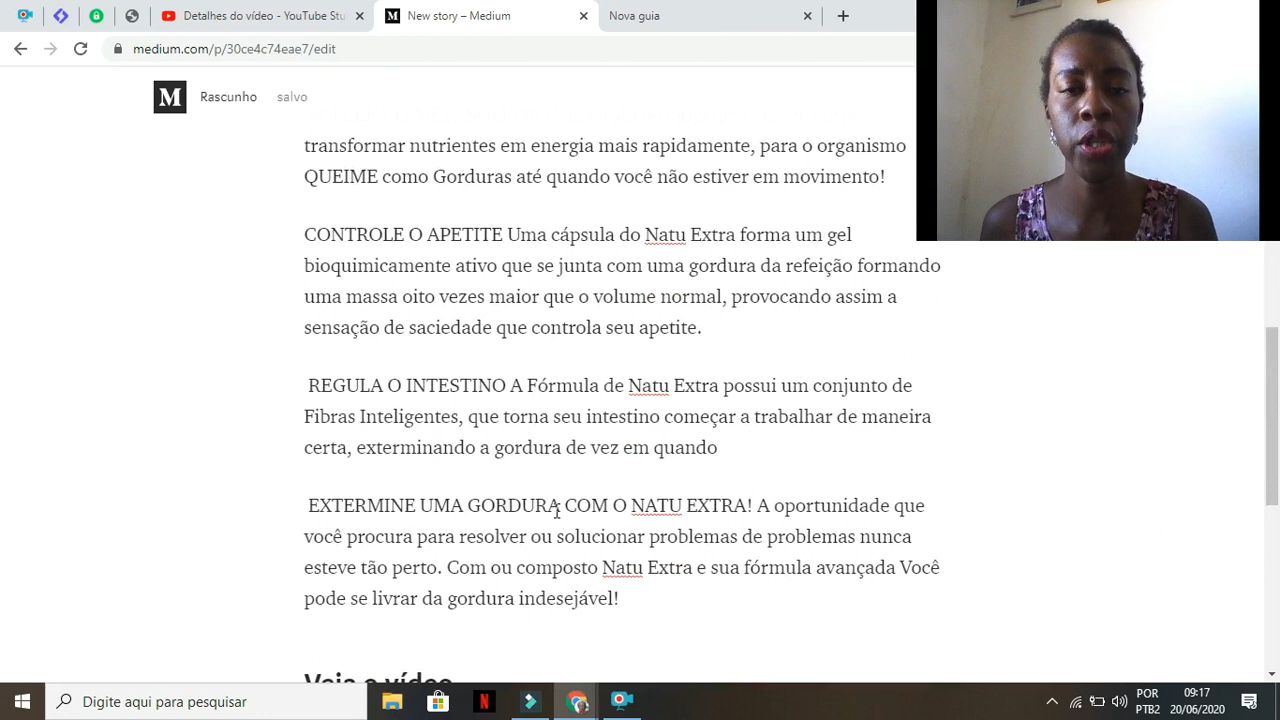 Detalhes do vídeo - YouTube Stu
New story – Medium
Nova guia
medium.com/p/30ce4c74eae7/edit
M
Rascunho
salvo
transformar nutrientes em energia mais rapidamente, para o organismo
QUEIME como Gorduras até quando você não estiver em movimento!
CONTROLE O APETITE Uma cápsula do Natu Extra forma um gel
bioquimicamente ativo que se junta com uma gordura da refeição formando
uma massa oito vezes maior que o volume normal, provocando assim a
sensação de saciedade que controla seu apetite.
REGULA O INTESTINO A Fórmula de Natu Extra possui um conjunto de
Fibras Inteligentes, que torna seu intestino começar a trabalhar de maneira
certa, exterminando a gordura de vez em quando
EXTERMINE UMA GORDURA COM O NATU EXTRA! A oportunidade que
você procura para resolver ou solucionar problemas de problemas nunca
esteve tão perto. Com ou composto Natu Extra e sua fórmula avançada Você
pode se livrar da gordura indesejável!
Veja o vídeo
Digite aqui para pesquisar
POR
PTB2
09:17
20/06/2020